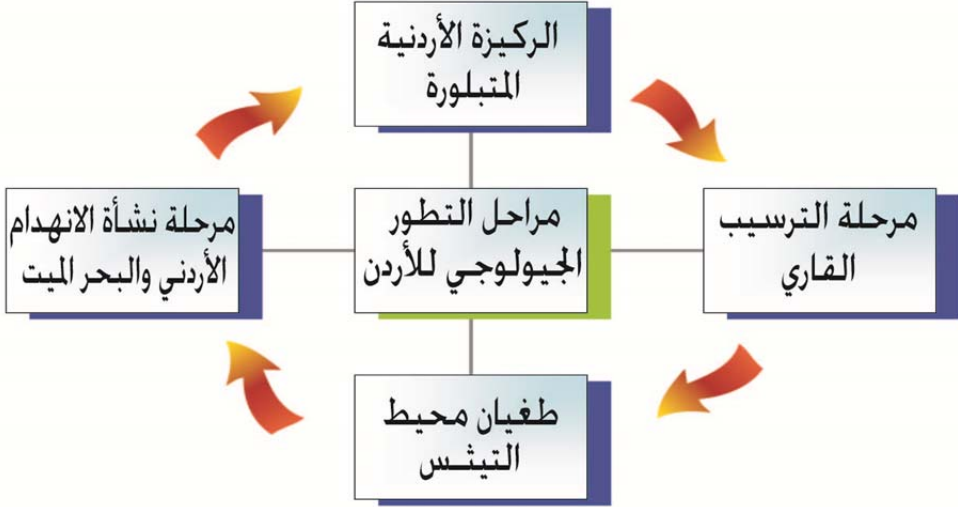 الركيزة الأردنية
المتبلورة
مرحلة الترسيب
القاري
مراحل التطور
الجيولوجي للأردن
مرحلة نشأة الانهدام
الأردني والبحر الميت
طغيان محيط
التيثس